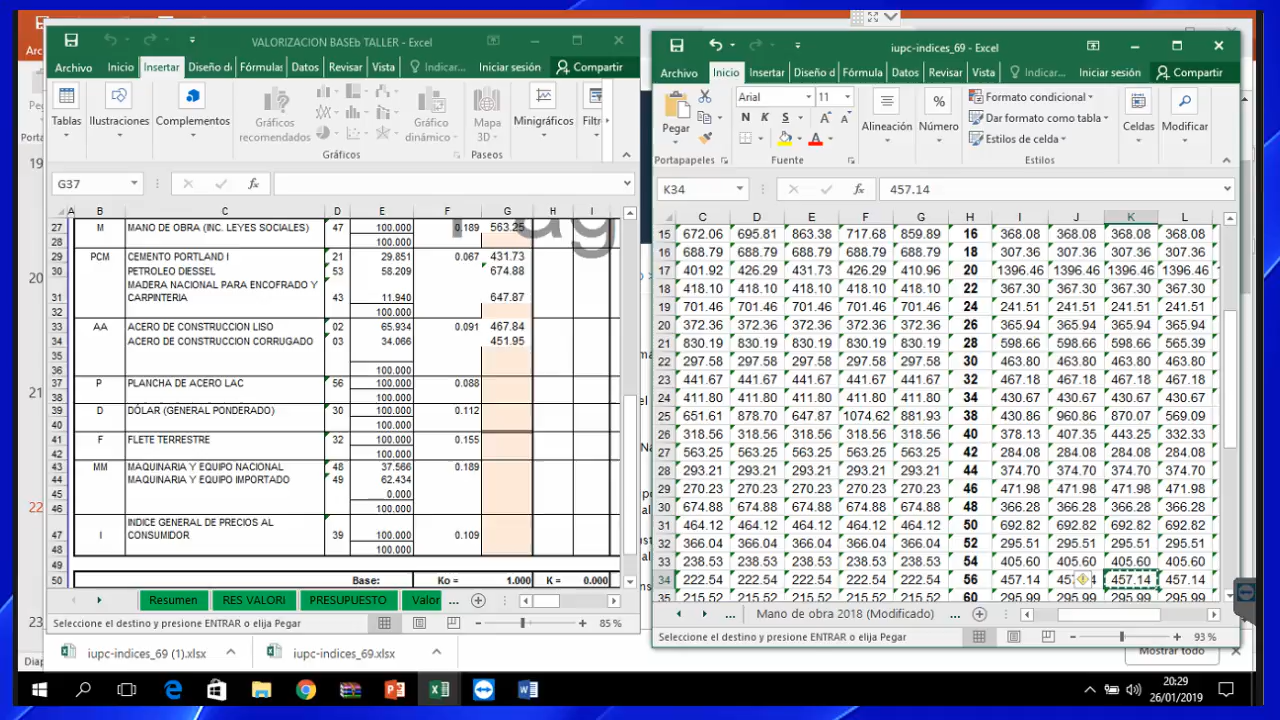 VALORIZACION BASEb TALLER - Excel
Archivo Inicio Insertar Diseño d Fórmulas Datos Revisar Vista Indicar... Iniciar sesión Compartir
Tablas Ilustraciones Complementos Gráficos recomendados Gráfico dinámico Mapa 3D Minigráficos Filtr
Gráficos Paseos
G37 fx
A B C D E F G H I
27 M MANO DE OBRA (INC. LEYES SOCIALES) 47 100.000 0.189 563.25
28 100.000
29 PCM CEMENTO PORTLAND I 21 29.851 0.067 431.73
30 PETROLEO DIESSEL 53 58.209 674.88
MADERA NACIONAL PARA ENCOFRADO Y
31 CARPINTERIA 43 11.940 647.87
32 100.000
33 AA ACERO DE CONSTRUCCION LISO 02 65.934 0.091 467.84
34 ACERO DE CONSTRUCCION CORRUGADO 03 34.066 451.95
35
36 100.000
37 P PLANCHA DE ACERO LAC 56 100.000 0.088
38 100.000
39 D DÓLAR (GENERAL PONDERADO) 30 100.000 0.112
40 100.000
41 F FLETE TERRESTRE 32 100.000 0.155
42 100.000
43 MM MAQUINARIA Y EQUIPO NACIONAL 48 37.566 0.189
44 MAQUINARIA Y EQUIPO IMPORTADO 49 62.434
45 0.000
46 100.000
INDICE GENERAL DE PRECIOS AL
47 I CONSUMIDOR 39 100.000 0.109
48 100.000
49
50 Base: Ko = 1.000 K = 0.000
... Resumen RES VALORI PRESUPUESTO Valor ...
Seleccione el destino y presione ENTRAR o elija Pegar 85 %
iupc-indices_69 - Excel
Archivo Inicio Insertar Diseño d Fórmula Datos Revisar Vista Indicar... Iniciar sesión Compartir
Pegar Arial 11 N K S A A A Alineación % Número Formato condicional Celdas Modificar
Dar formato como tabla
Estilos de celda
Portapapeles Fuente Estilos
K34 fx 457.14
C D E F G H I J K L
15 672.06 695.81 863.38 717.68 859.89 16 368.08 368.08 368.08 368.08
16 688.79 688.79 688.79 688.79 688.79 18 307.36 307.36 307.36 307.36
17 401.92 426.29 431.73 426.29 410.96 20 1396.46 1396.46 1396.46 1396.46
18 418.10 418.10 418.10 418.10 418.10 22 367.30 367.30 367.30 367.30
19 701.46 701.46 701.46 701.46 701.46 24 241.51 241.51 241.51 241.51
20 372.36 372.36 372.36 372.36 372.36 26 365.94 365.94 365.94 365.94
21 830.19 830.19 830.19 830.19 830.19 28 598.66 598.66 598.66 565.39
22 297.58 297.58 297.58 297.58 297.58 30 463.80 463.80 463.80 463.80
23 441.67 441.67 441.67 441.67 441.67 32 467.18 467.18 467.18 467.18
24 411.80 411.80 411.80 411.80 411.80 34 430.67 430.67 430.67 430.67
25 651.61 878.70 647.87 1074.62 881.93 38 430.86 960.86 870.07 569.09
26 318.56 318.56 318.56 318.56 318.56 40 378.13 407.35 443.25 332.33
27 563.25 563.25 563.25 563.25 563.25 42 284.08 284.08 284.08 284.08
28 293.21 293.21 293.21 293.21 293.21 44 374.70 374.70 374.70 374.70
29 270.23 270.23 270.23 270.23 270.23 46 471.98 471.98 471.98 471.98
30 674.88 674.88 674.88 674.88 674.88 48 366.28 366.28 366.28 366.28
31 464.12 464.12 464.12 464.12 464.12 50 692.82 692.82 692.82 692.82
32 366.04 366.04 366.04 366.04 366.04 52 295.51 295.51 295.51 295.51
33 238.53 238.53 238.53 238.53 238.53 54 405.60 405.60 405.60 405.60
34 222.54 222.54 222.54 222.54 222.54 56 457.14 457.14 457.14
35 215.52 215.52 215.52 215.52 215.52 60 295.99 295.99 295.99 295.99
... Mano de obra 2018 (Modificado) ...
Seleccione el destino y presione ENTRAR o elija Pegar 93 %
iupc-indices_69 (1).xlsx iupc-indices_69.xlsx Mostrar todo
20:29
26/01/2019